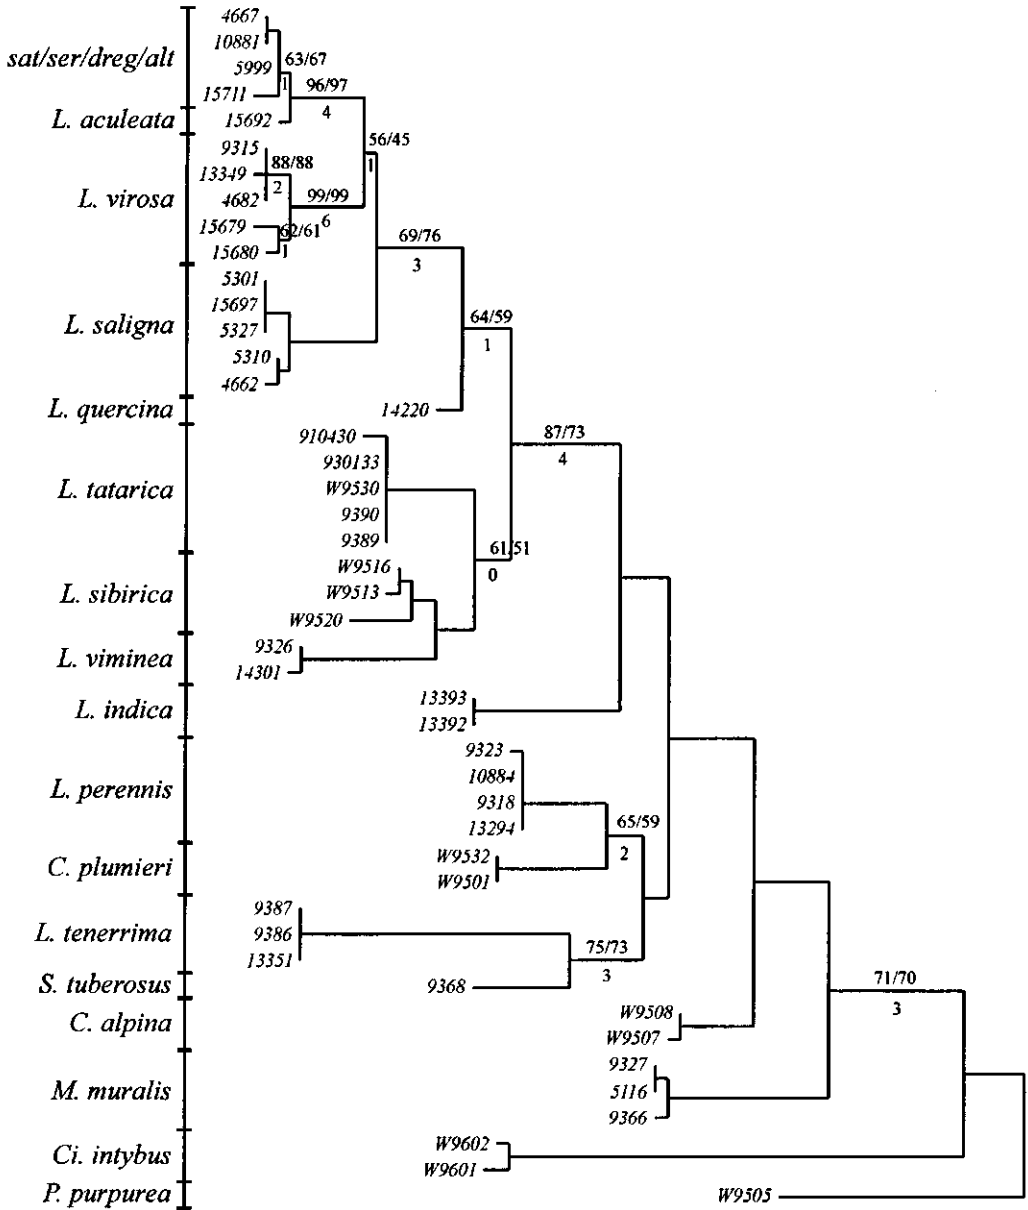 4667
10881
sat/ser/dreg/alt
5999
63/67
1
96/97
4
15711
L. aculeata
15692
56/45
1
9315
88/88
13349
2
99/99
L. virosa
4682
6
15679
62/61
15680
1
69/76
3
5301
15697
L. saligna
5327
64/59
1
5310
4662
L. quercina
14220
910430
87/73
4
930133
L. tatarica
W9530
9390
9389
61/51
0
W9516
L. sibirica
W9513
W9520
9326
L. viminea
14301
13393
L. indica
13392
9323
10884
L. perennis
9318
13294
65/59
2
W9532
C. plumieri
W9501
9387
L. tenerrima
9386
13351
75/73
3
S. tuberosus
9368
71/70
3
W9508
C. alpina
W9507
9327
M. muralis
5116
9366
W9602
Ci. intybus
W9601
P. purpurea
W9505